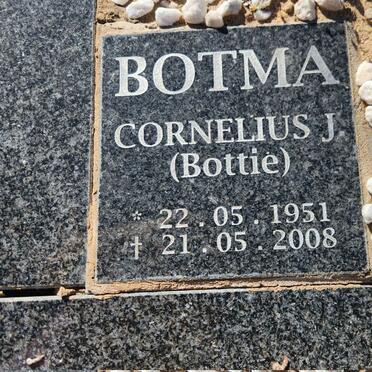 BOTMA
CORNELIUS J
(Bottie)
* 22 . 05 . 1951
† 21 . 05 . 2008